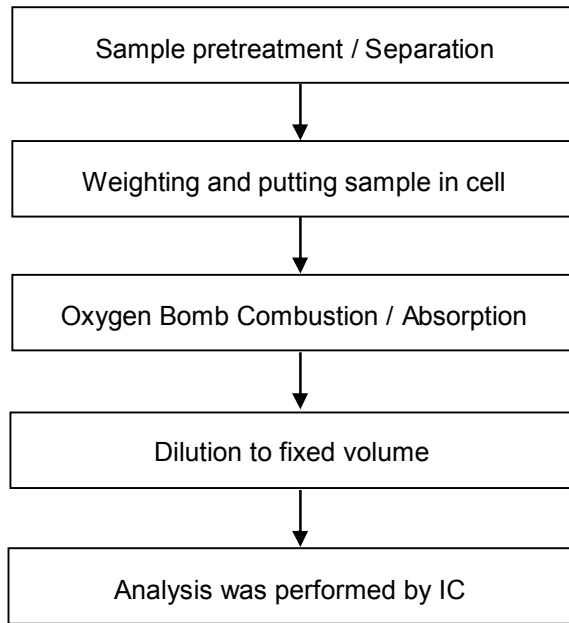 Sample pretreatment / Separation
Weighting and putting sample in cell
Oxygen Bomb Combustion / Absorption
Dilution to fixed volume
Analysis was performed by IC